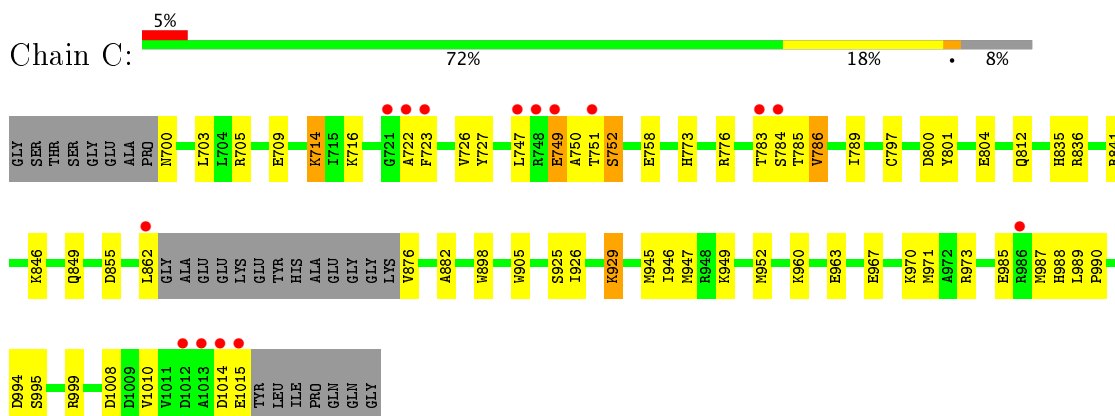 5%
Chain C:
72% 18% • 8%
GLY SER THR SER GLY GLU ALA PRO N700 L703 L704 R705 E709 K714 I715 K716 G721 A722 F723 V726 Y727 L747 R748 E749 A750 T751 S752 E758 H773 R776 T783 S784 T785 V786 I789 C797 D800 Y801 E804 Q812 H835 R836 R841
K846 Q849 D855 L862 GLY ALA GLU GLU LYS GLU TYR HIS ALA GLU GLY GLY LYS V876 A882 W898 W905 S925 I926 K929 M945 I946 M947 R948 K949 M952 K960 E963 E967 K970 M971 A972 R973 E985 R986 M987 H988 L989 P990
D994 S995 R999 D1008 D1009 V1010 V1011 D1012 A1013 D1014 E1015 TYR LEU ILE PRO GLN GLN GLY